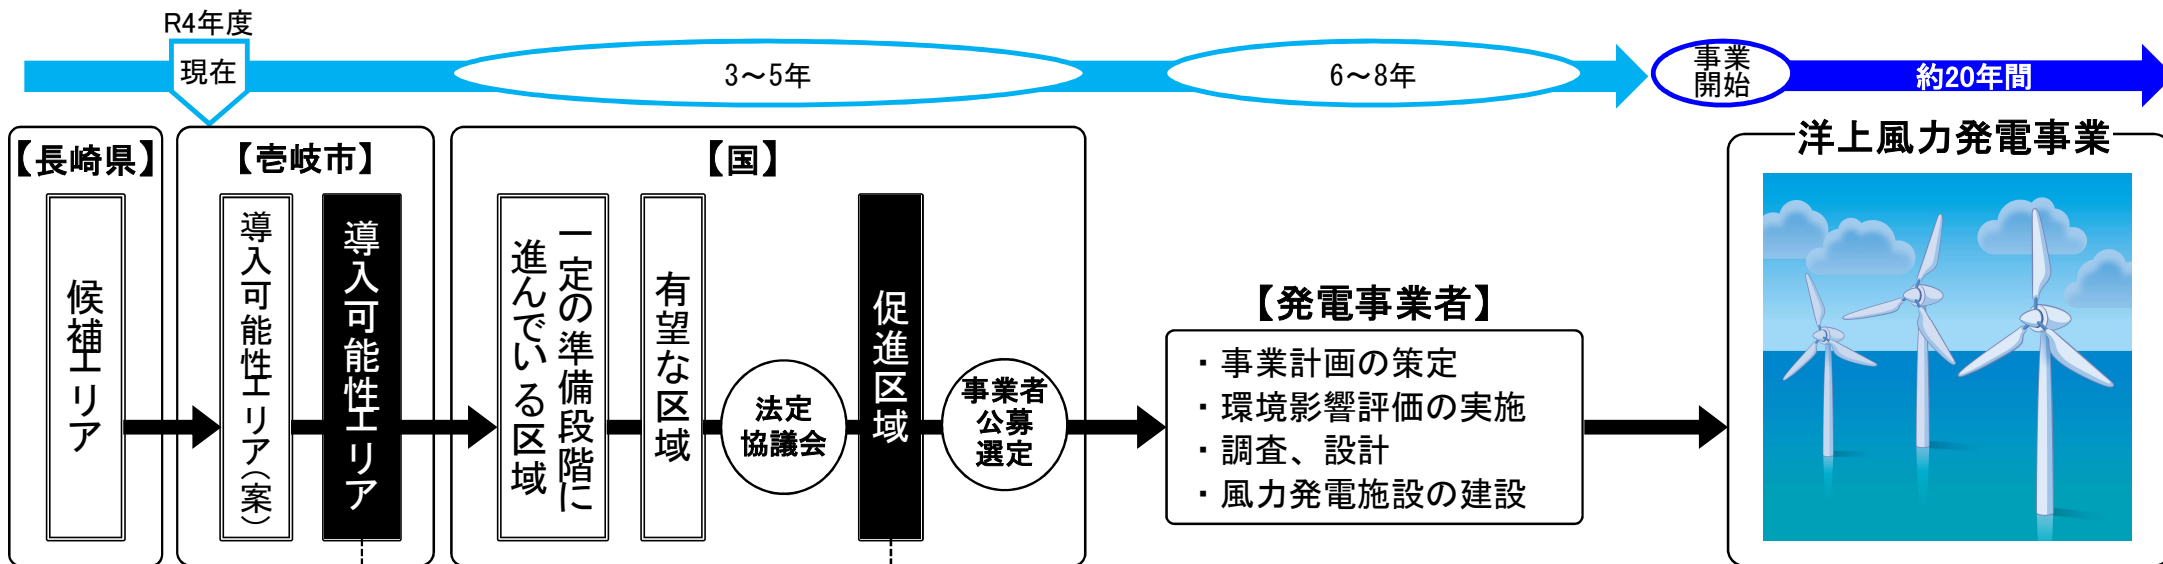 R4年度
現在
3～5年
6～8年
事業
開始
約20年間
【長崎県】
候補エリア
【壱岐市】
導入可能性エリア（案）
導入可能性エリア
【国】
一定の準備段階に
進んでいる区域
有望な区域
法定
協議会
促進区域
事業者
公募
選定
【発電事業者】
・事業計画の策定
・環境影響評価の実施
・調査、設計
・風力発電施設の建設
洋上風力発電事業